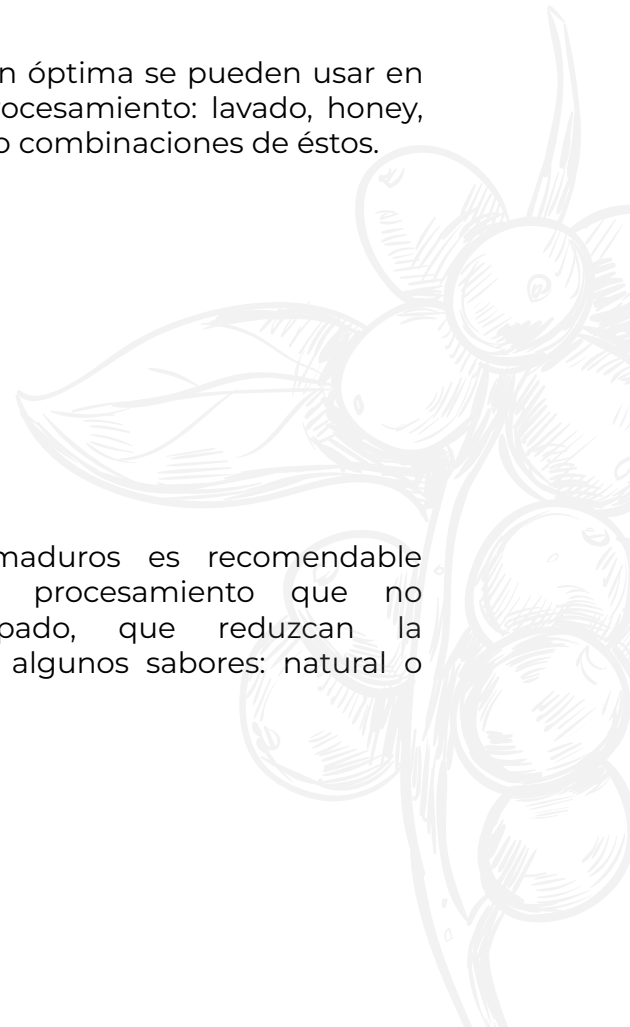 n óptima se pueden usar en
ocesamiento: lavado, honey,
o combinaciones de éstos.
maduros es recomendable
procesamiento que no
pado, que reduzcan la
algunos sabores: natural o